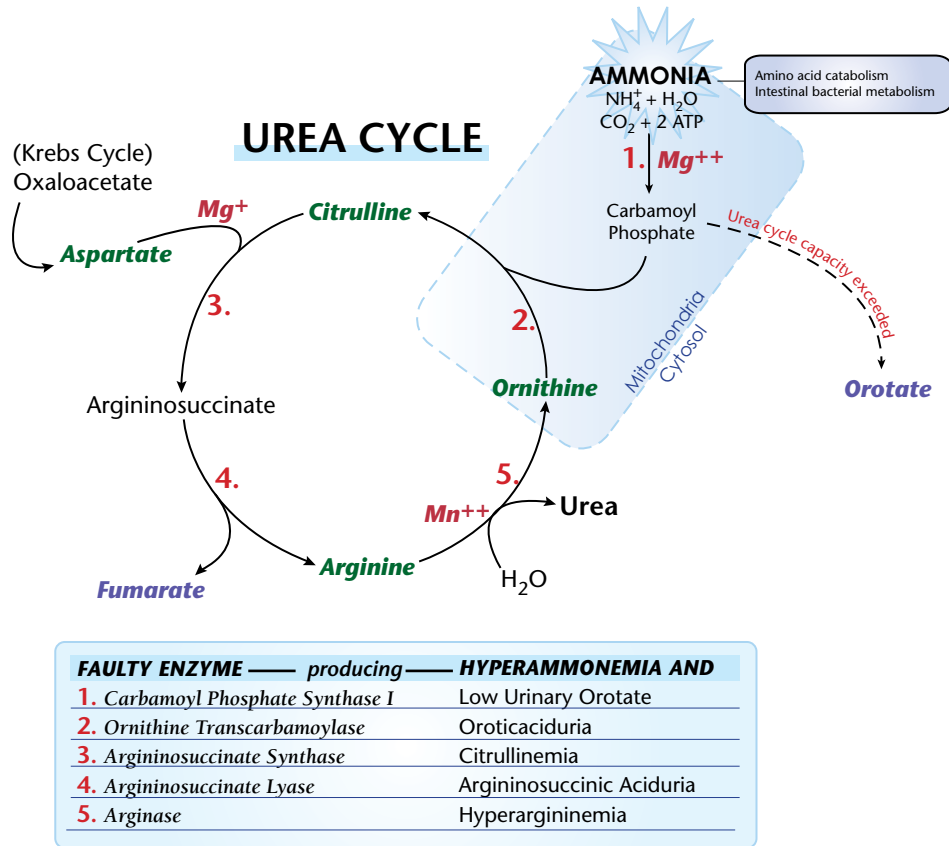 AMMONIA
NH₄⁺ + H₂O
CO₂ + 2 ATP
Amino acid catabolism
Intestinal bacterial metabolism
UREA CYCLE
(Krebs Cycle)
Oxaloacetate
1. Mg⁺⁺
Mg⁺
Citrulline
Carbamoyl
Phosphate
Urea cycle capacity exceeded
Aspartate
3.
2.
Mitochondria
Cytosol
Argininosuccinate
Ornithine
Orotate
4.
5.
Mn⁺⁺
Urea
Arginine
H₂O
Fumarate
FAULTY ENZYME — producing — HYPERAMMONEMIA AND
1. Carbamoyl Phosphate Synthase I Low Urinary Orotate
2. Ornithine Transcarbamoylase Oroticaciduria
3. Argininosuccinate Synthase Citrullinemia
4. Argininosuccinate Lyase Argininosuccinic Aciduria
5. Arginase Hyperargininemia